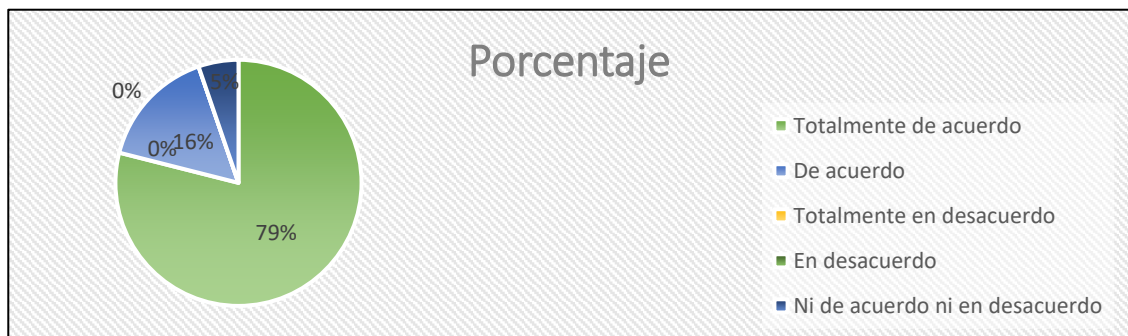 Porcentaje
5%
0%
0%
16%
79%
Totalmente de acuerdo
De acuerdo
Totalmente en desacuerdo
En desacuerdo
Ni de acuerdo ni en desacuerdo